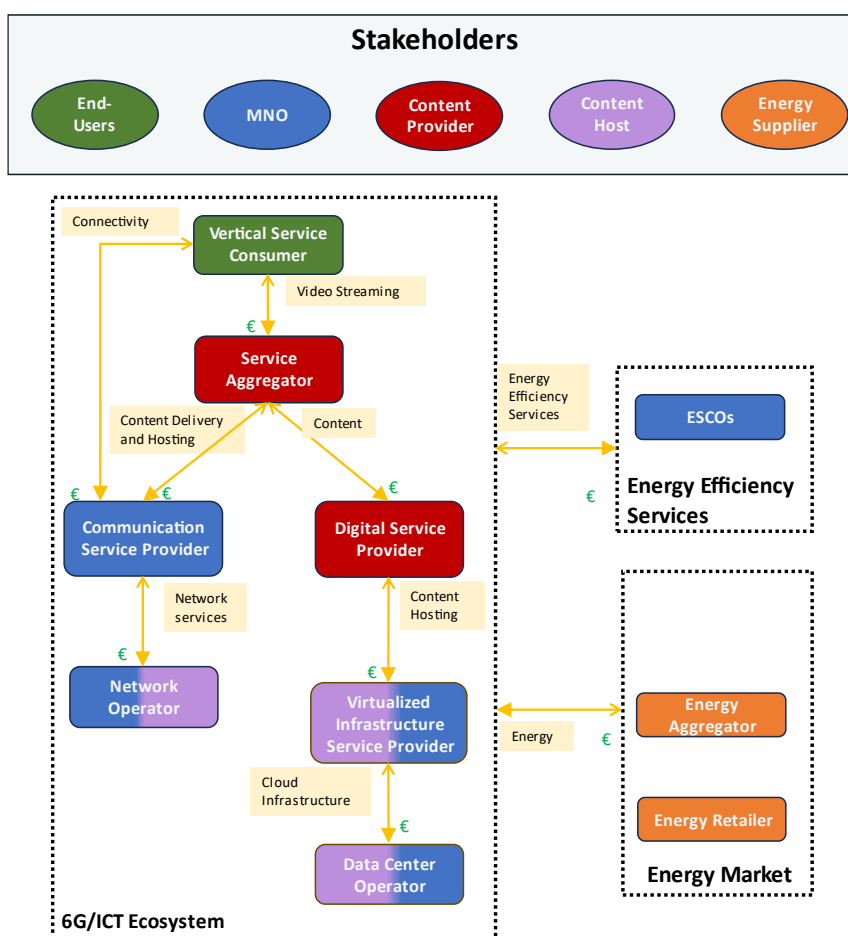 Stakeholders
End-
Users
MNO
Content
Provider
Content
Host
Energy
Supplier
Connectivity
Vertical Service
Consumer
Video Streaming
€
Service
Aggregator
Content Delivery
and Hosting
Content
Energy
Efficiency
Services
ESCOs
€
€
€
€
Energy Efficiency
Services
Communication
Service Provider
Digital Service
Provider
Network
services
Content
Hosting
€
€
Network
Operator
Virtualized
Infrastructure
Service Provider
Energy
€
Energy
Aggregator
Cloud
Infrastructure
€
Energy Retailer
Data Center
Operator
Energy Market
6G/ICT Ecosystem